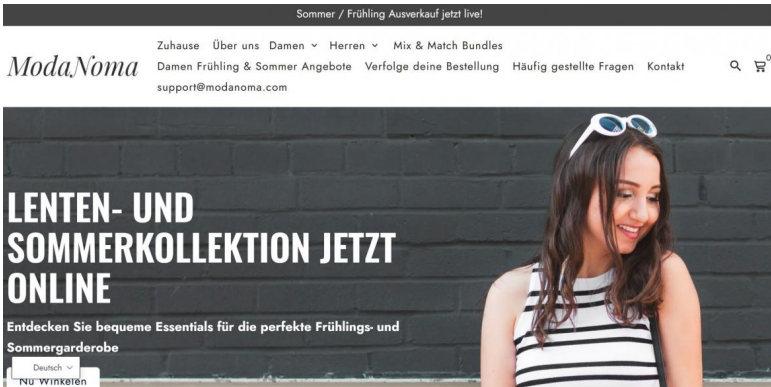 Sommer / Frühling Ausverkauf jetzt live!
ModaNoma
Zuhause Über uns Damen Herren Mix & Match Bundles
Damen Frühling & Sommer Angebote Verfolge deine Bestellung Häufig gestellte Fragen Kontakt
support@modanoma.com
0
LENTEN- UND
SOMMERKOLLEKTION JETZT
ONLINE
Entdecken Sie bequeme Essentials für die perfekte Frühlings- und
Sommergarderobe
Deutsch
Nu Winkelen